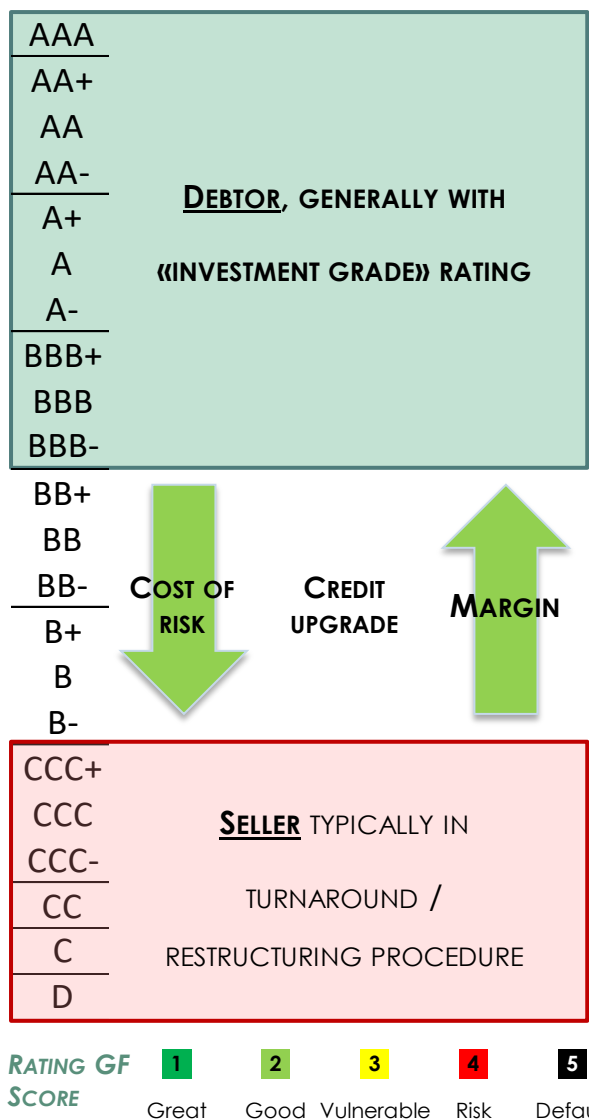 AAA
AA+
AA
AA-
A+
A
A-
BBB+
BBB
BBB-
DEBTOR, GENERALLY WITH
«INVESTMENT GRADE» RATING
BB+
BB
BB-
B+
B
B-
COST OF
RISK
CREDIT
UPGRADE
MARGIN
CCC+
CCC
CCC-
CC
C
D
SELLER TYPICALLY IN
TURNAROUND /
RESTRUCTURING PROCEDURE
RATING GF
SCORE
1 2 3 4 5
Great Good Vulnerable Risk Defau